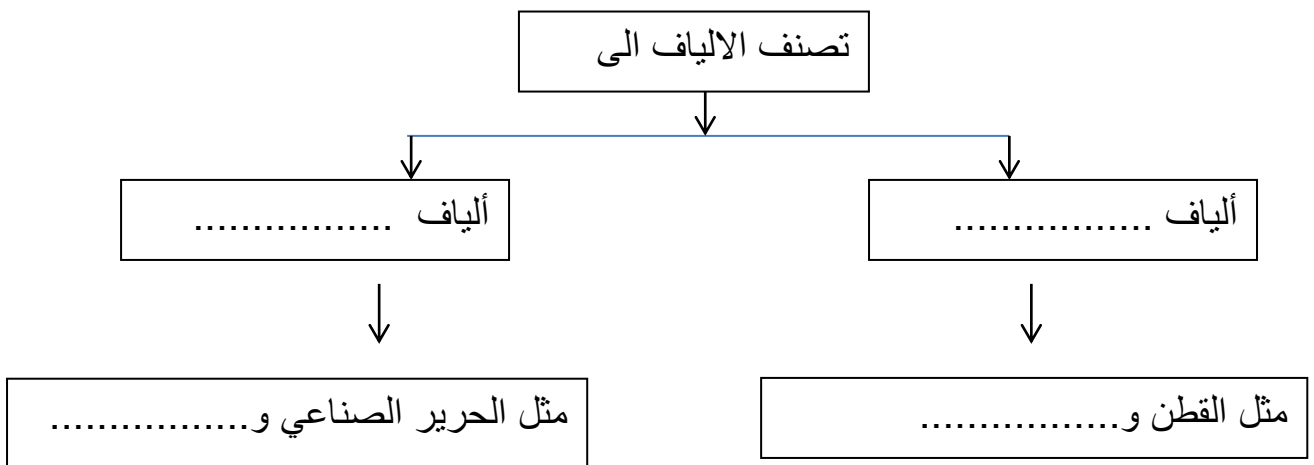 تصنف الالياف الى
ألياف .................
ألياف .................
مثل القطن و.................
مثل الحرير الصناعي و.................